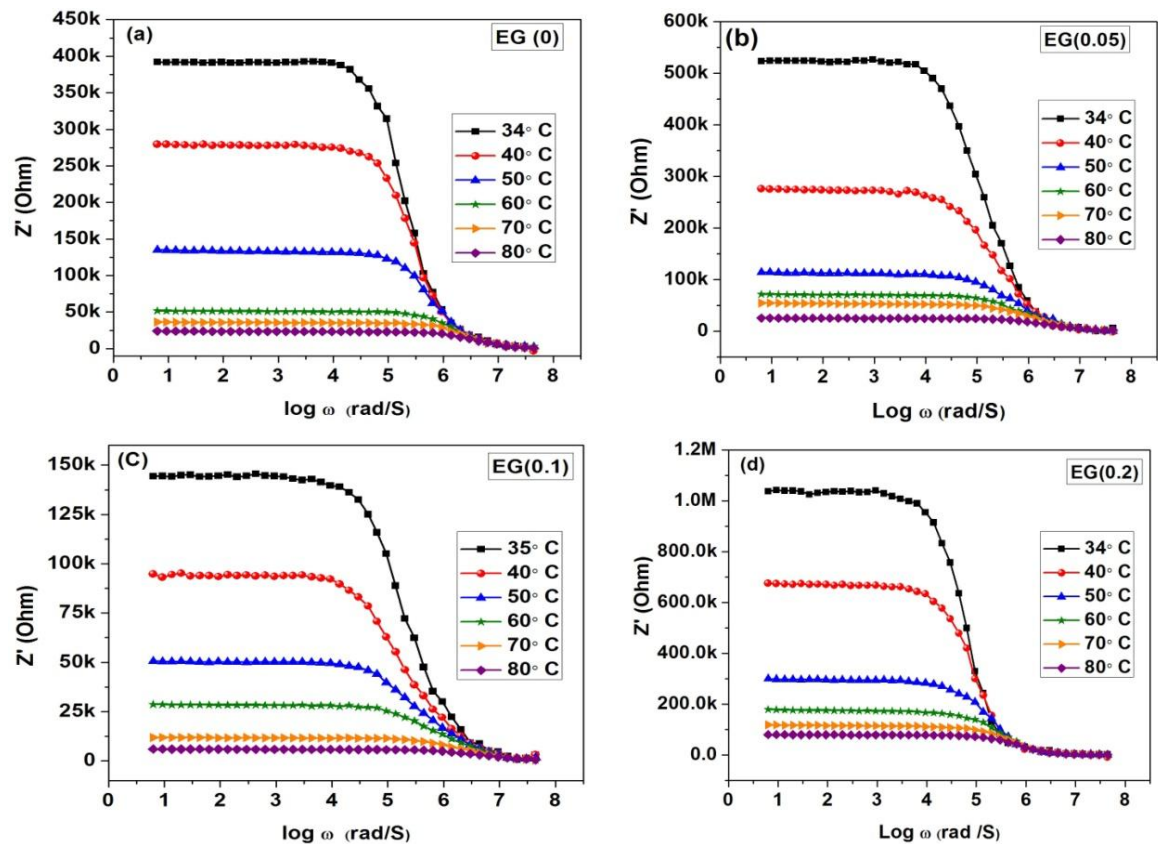 (a)
EG (0)
450k
400k
350k
300k
250k
200k
150k
100k
50k
0
Z' (Ohm)
34° C
40° C
50° C
60° C
70° C
80° C
0 1 2 3 4 5 6 7 8
log ω (rad/S)
(b)
EG(0.05)
600k
500k
400k
300k
200k
100k
0
Z' (Ohm)
34° C
40° C
50° C
60° C
70° C
80° C
0 1 2 3 4 5 6 7 8
Log ω (rad/S)
(C)
EG(0.1)
150k
125k
100k
75k
50k
25k
0
Z' (Ohm)
35° C
40° C
50° C
60° C
70° C
80° C
0 1 2 3 4 5 6 7 8
log ω (rad/S)
(d)
EG(0.2)
1.2M
1.0M
800.0k
600.0k
400.0k
200.0k
0.0
Z' (Ohm)
34° C
40° C
50° C
60° C
70° C
80° C
0 1 2 3 4 5 6 7 8
Log ω (rad /S)